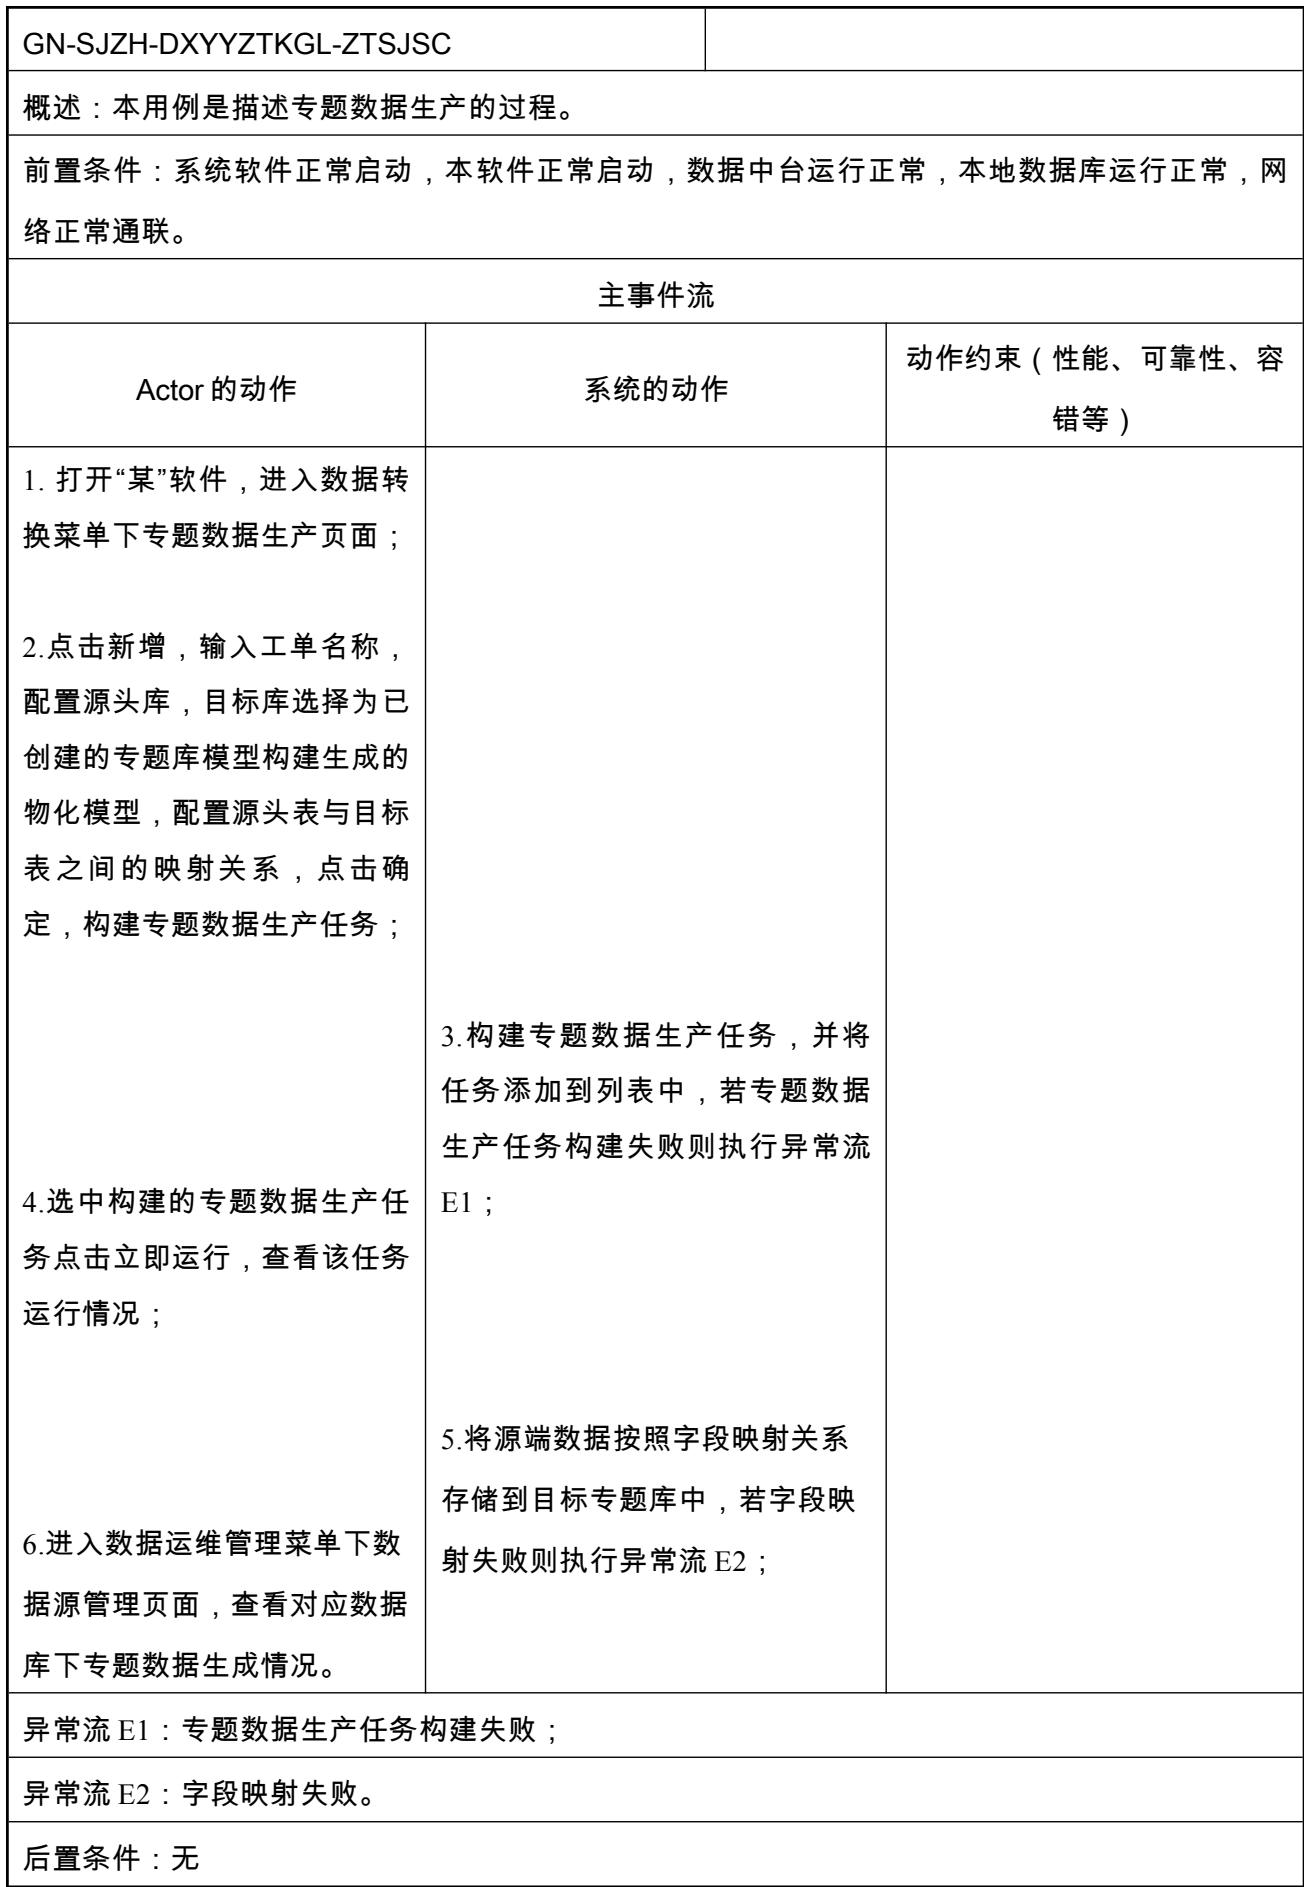 GN-SJZH-DXYYZTKGL-ZTSJSC
概述：本用例是描述专题数据生产的过程。
前置条件：系统软件正常启动，本软件正常启动，数据中台运行正常，本地数据库运行正常，网
络正常通联。
主事件流
Actor 的动作
系统的动作
动作约束（性能、可靠性、容
错等）
1. 打开“某”软件，进入数据转
换菜单下专题数据生产页面；
2.点击新增，输入工单名称，
配置源头库，目标库选择为已
创建的专题库模型构建生成的
物化模型，配置源头表与目标
表之间的映射关系，点击确
定，构建专题数据生产任务；
3.构建专题数据生产任务，并将
任务添加到列表中，若专题数据
生产任务构建失败则执行异常流
E1；
4.选中构建的专题数据生产任
务点击立即运行，查看该任务
运行情况；
5.将源端数据按照字段映射关系
存储到目标专题库中，若字段映
射失败则执行异常流 E2；
6.进入数据运维管理菜单下数
据源管理页面，查看对应数据
库下专题数据生成情况。
异常流 E1：专题数据生产任务构建失败；
异常流 E2：字段映射失败。
后置条件：无